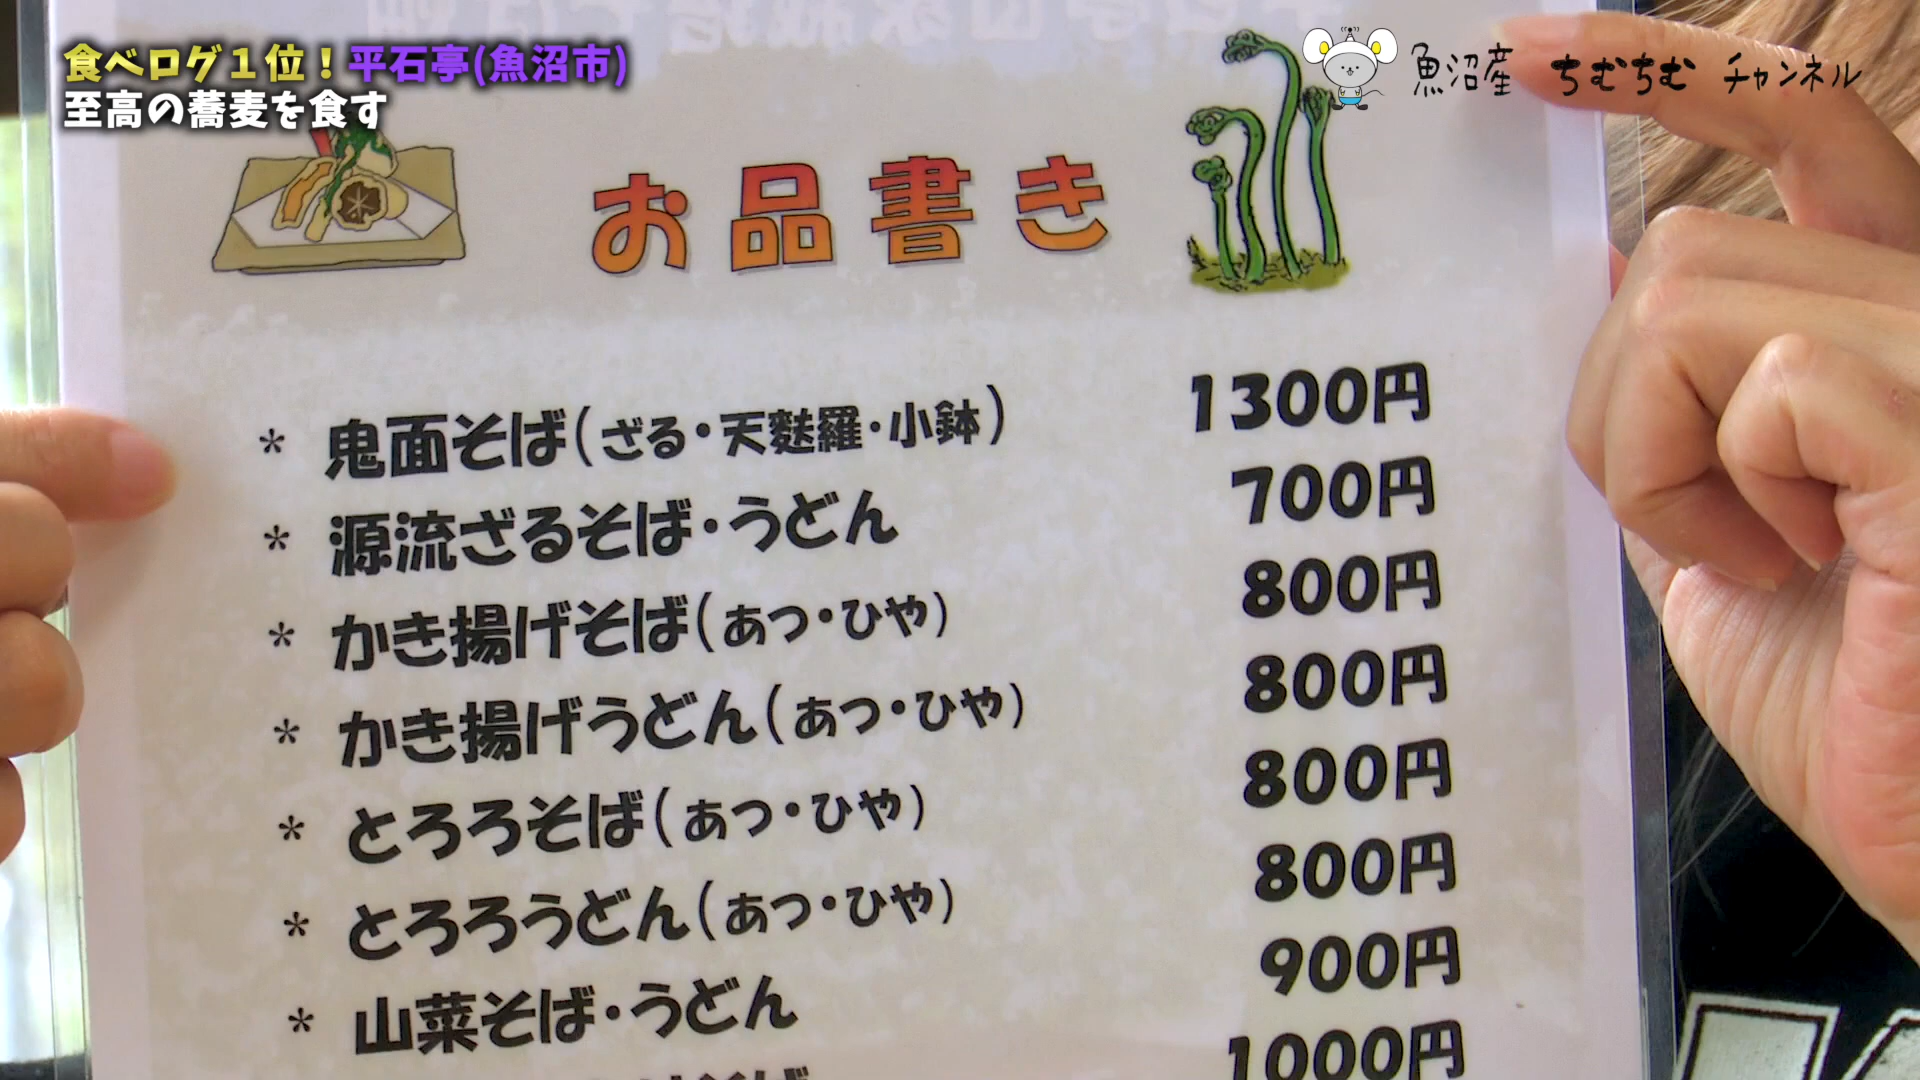 食べログ１位！平石亭(魚沼市)
至高の蕎麦を食す
魚沼産 ちむちむ チャンネル
お品書き
* 鬼面そば(ざる・天麩羅・小鉢) 1300円
* 源流ざるそば・うどん 700円
* かき揚げそば(あつ・ひや) 800円
* かき揚げうどん(あつ・ひや) 800円
* とろろそば(あつ・ひや) 800円
* とろろうどん(あつ・ひや) 800円
* 山菜そば・うどん 900円
そば 1000円